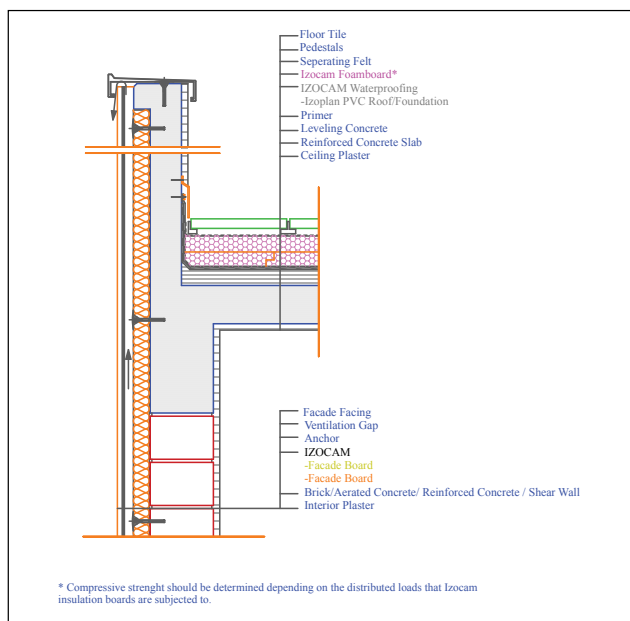 Floor Tile
Pedestals
Seperating Felt
Izocam Foamboard*
IZOCAM Waterproofing
-Izoplan PVC Roof/Foundation
Primer
Leveling Concrete
Reinforced Concrete Slab
Ceiling Plaster
Facade Facing
Ventilation Gap
Anchor
IZOCAM
-Facade Board
-Facade Board
Brick/Aerated Concrete/ Reinforced Concrete / Shear Wall
Interior Plaster
* Compressive strenght should be determined depending on the distributed loads that Izocam
insulation boards are subjected to.